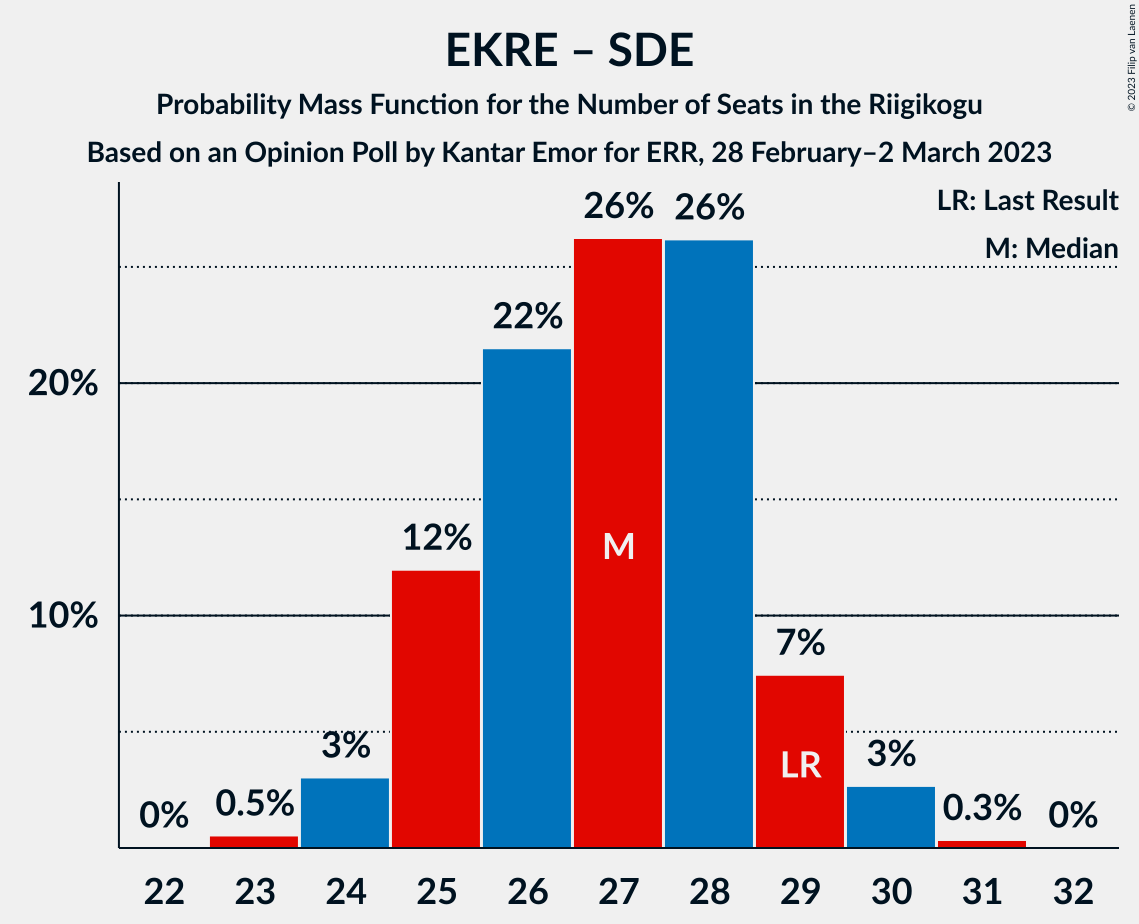 EKRE – SDE
Probability Mass Function for the Number of Seats in the Riigikogu
Based on an Opinion Poll by Kantar Emor for ERR, 28 February–2 March 2023
© 2023 Filip van Laenen
LR: Last Result
M: Median
20%
10%
0%
0.5%
3%
12%
22%
26%
26%
7%
3%
0.3%
0%
M
LR
22 23 24 25 26 27 28 29 30 31 32